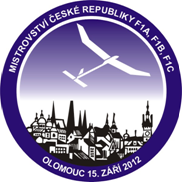 MISTROVSTVÍ ČESKÉ REPUBLIKY F1A, F1B, F1C
OLOMOUC 15. ZÁŘÍ 2012